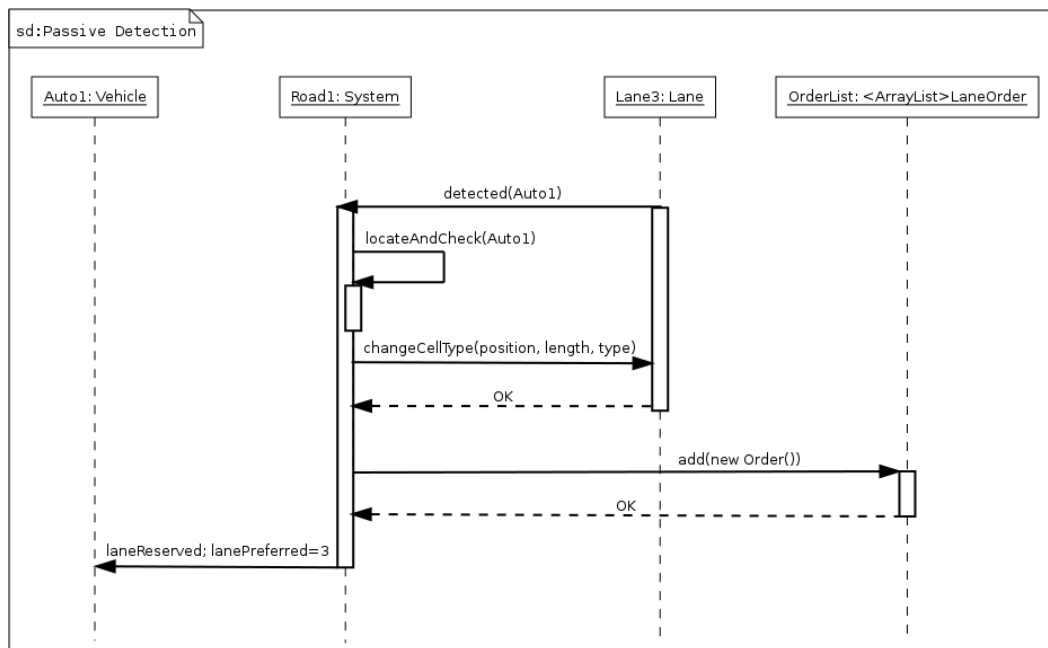 sd:Passive Detection
Auto1: Vehicle
Road1: System
Lane3: Lane
OrderList: <ArrayList>LaneOrder
detected(Auto1)
locateAndCheck(Auto1)
changeCellType(position, length, type)
OK
add(new Order())
OK
laneReserved; lanePreferred=3